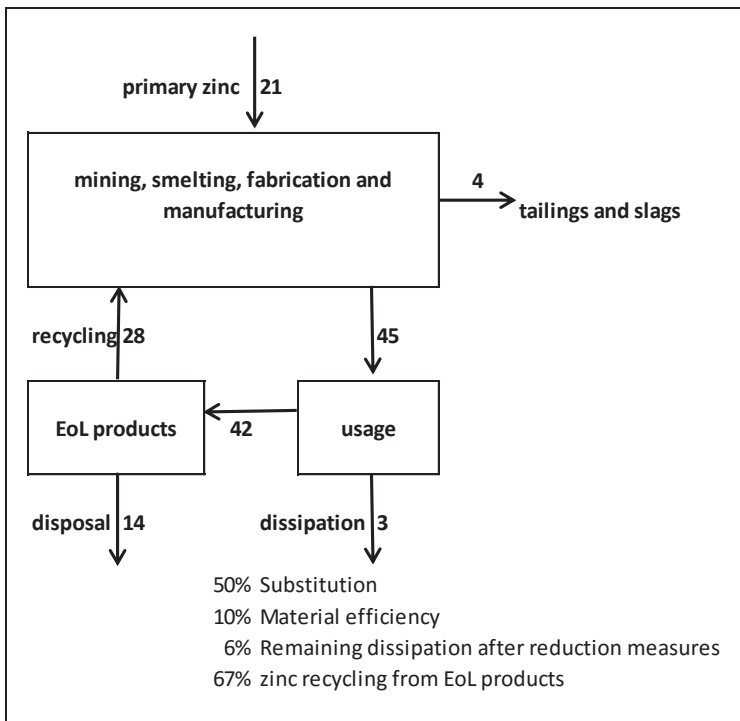 primary zinc 21
mining, smelting, fabrication and
manufacturing
4
tailings and slags
recycling 28
45
EoL products
42
usage
disposal 14
dissipation 3
50% Substitution
10% Material efficiency
6% Remaining dissipation after reduction measures
67% zinc recycling from EoL products